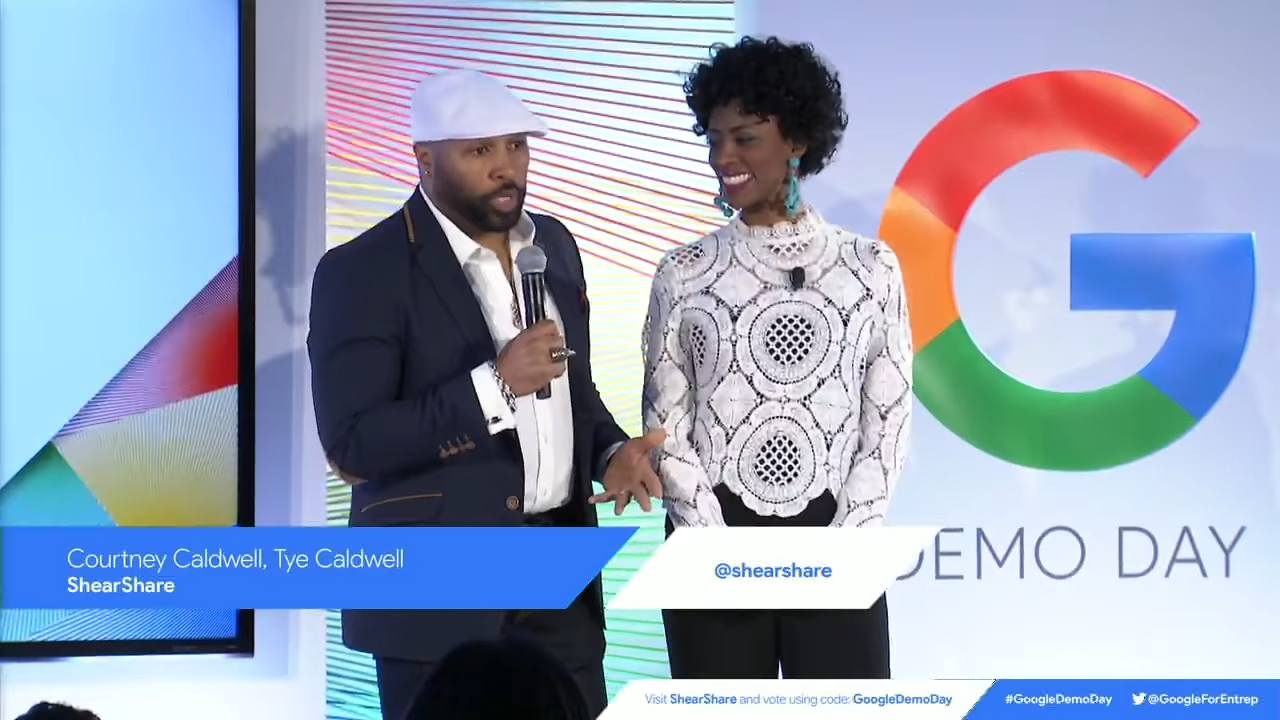 DEMO DAY
Courtney Caldwell, Tye Caldwell
ShearShare
@shearshare
Visit ShearShare and vote using code: GoogleDemoDay
#GoogleDemoDay @GoogleForEntrep